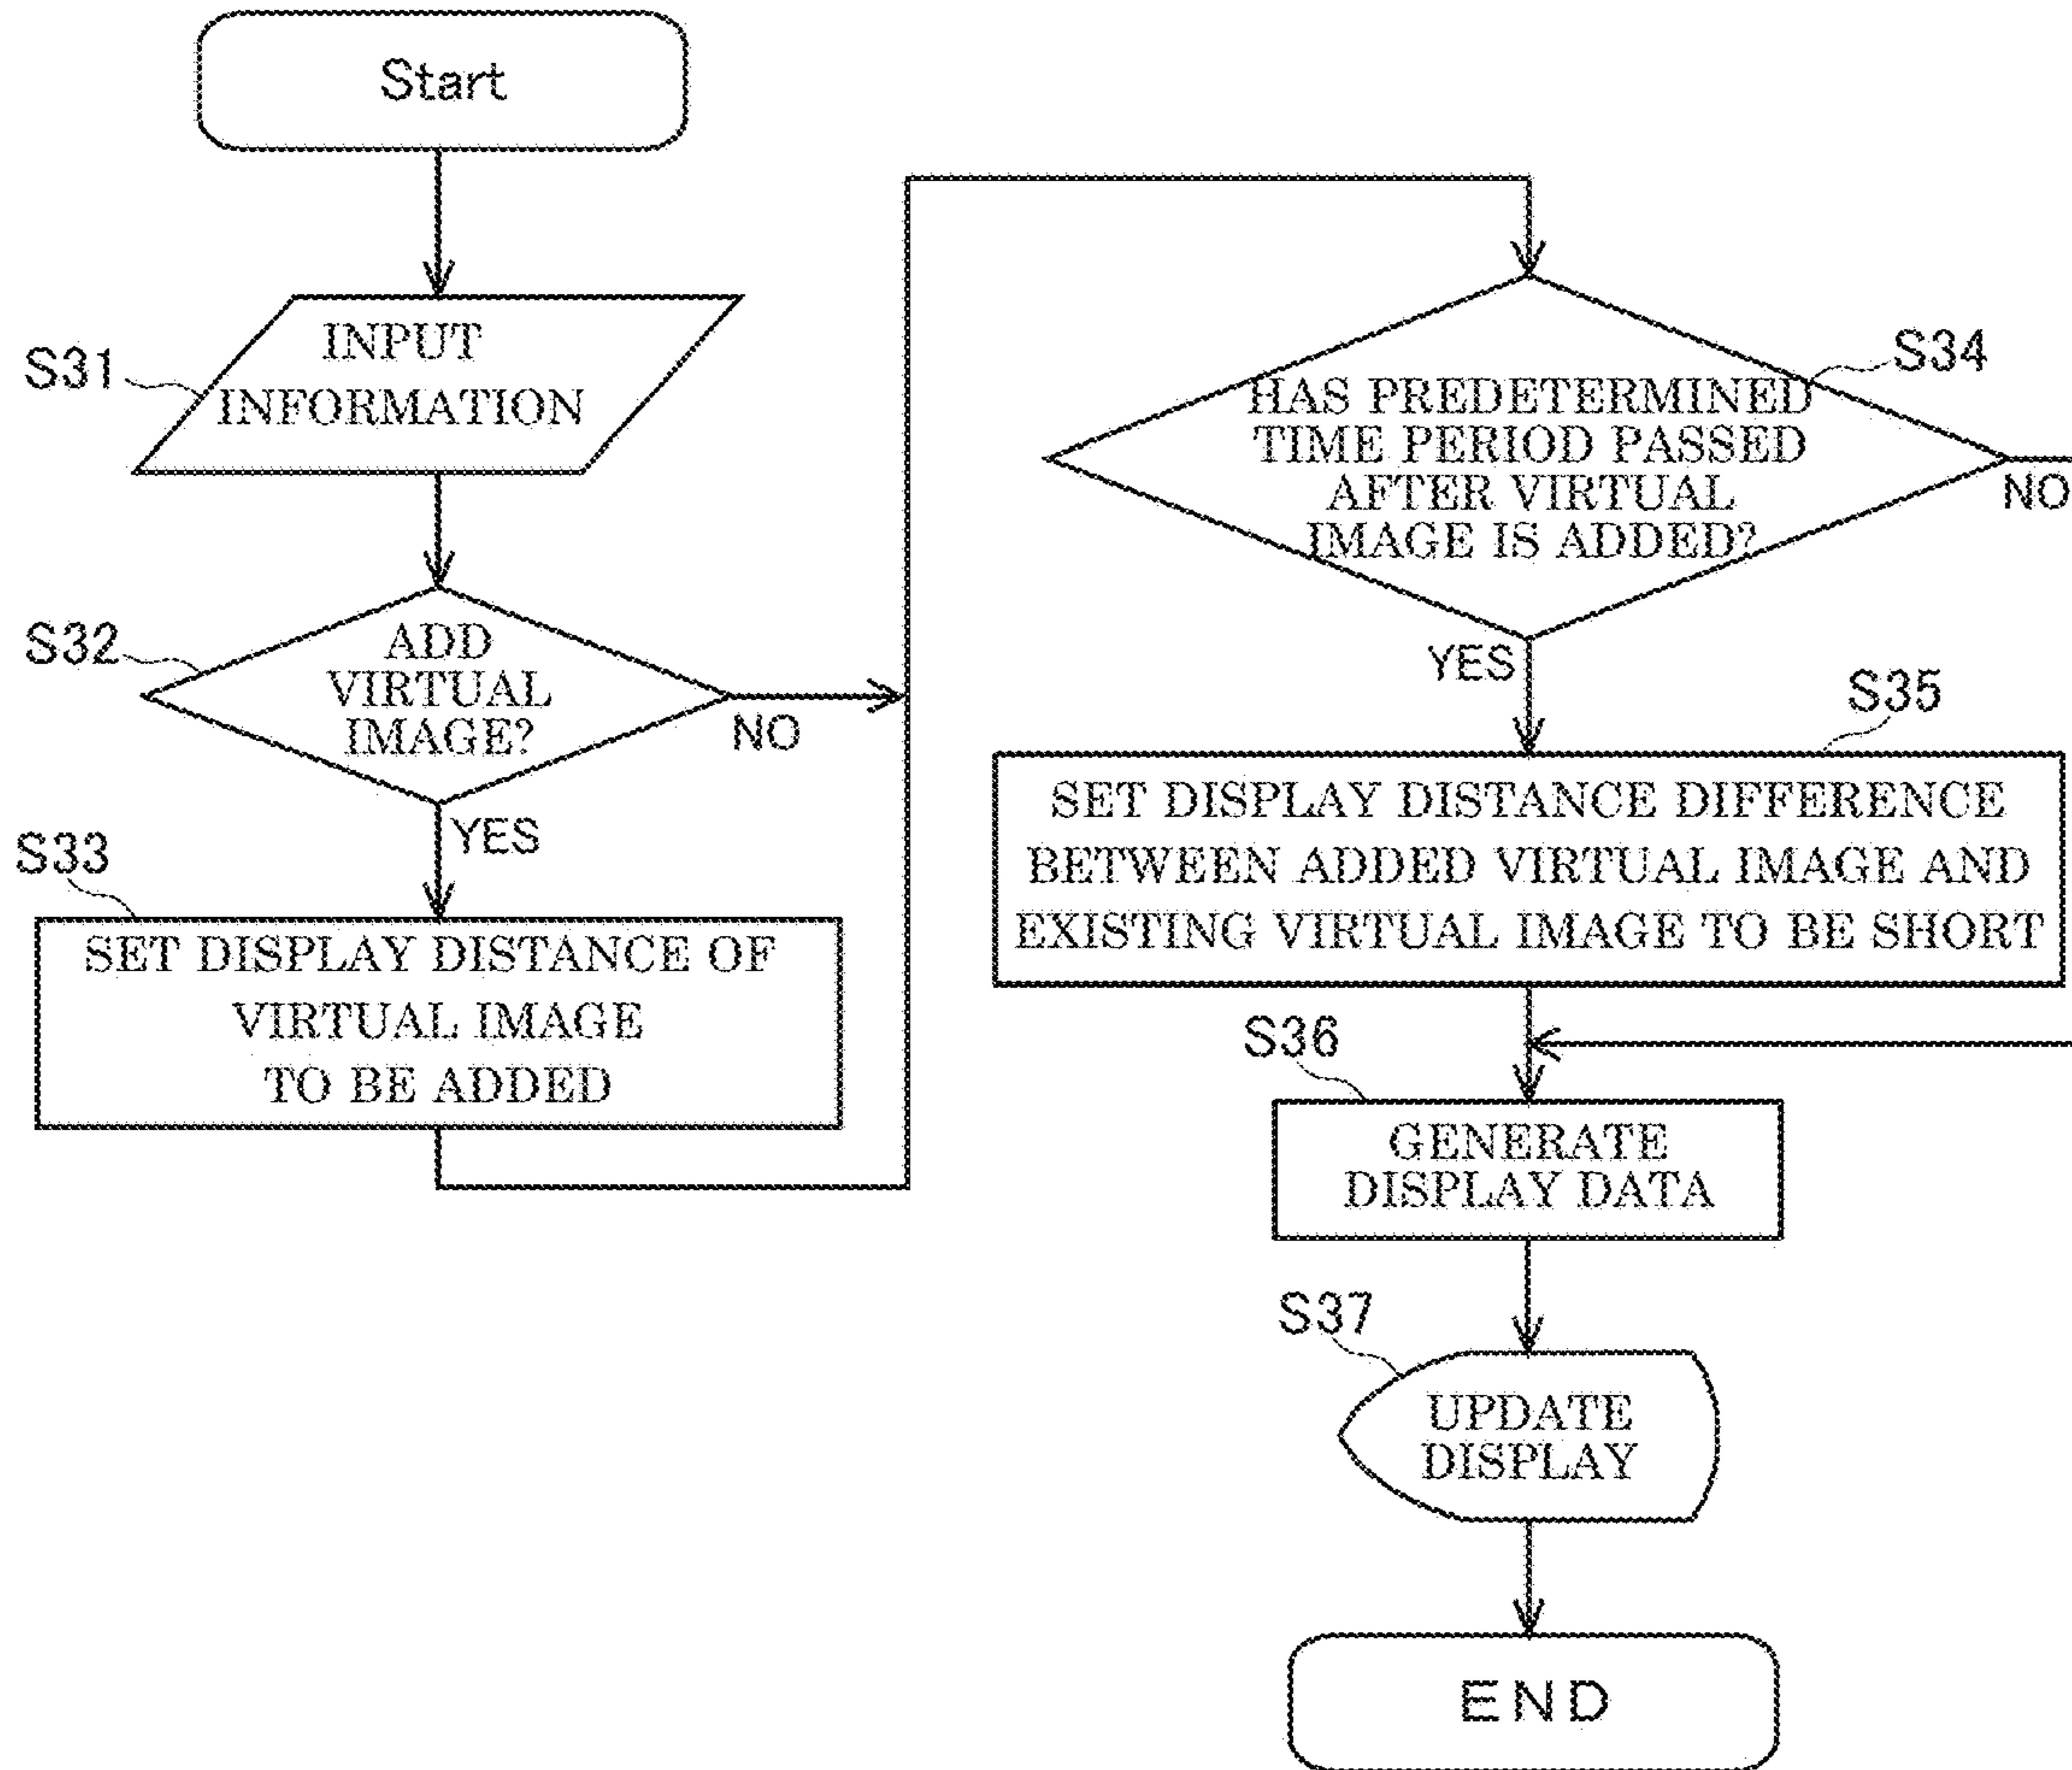 Start
S31
INPUT
INFORMATION
S32
ADD
VIRTUAL
IMAGE?
NO
YES
S33
SET DISPLAY DISTANCE OF
VIRTUAL IMAGE
TO BE ADDED
S34
HAS PREDETERMINED
TIME PERIOD PASSED
AFTER VIRTUAL
IMAGE IS ADDED?
NO
YES
S35
SET DISPLAY DISTANCE DIFFERENCE
BETWEEN ADDED VIRTUAL IMAGE AND
EXISTING VIRTUAL IMAGE TO BE SHORT
S36
GENERATE
DISPLAY DATA
S37
UPDATE
DISPLAY
END